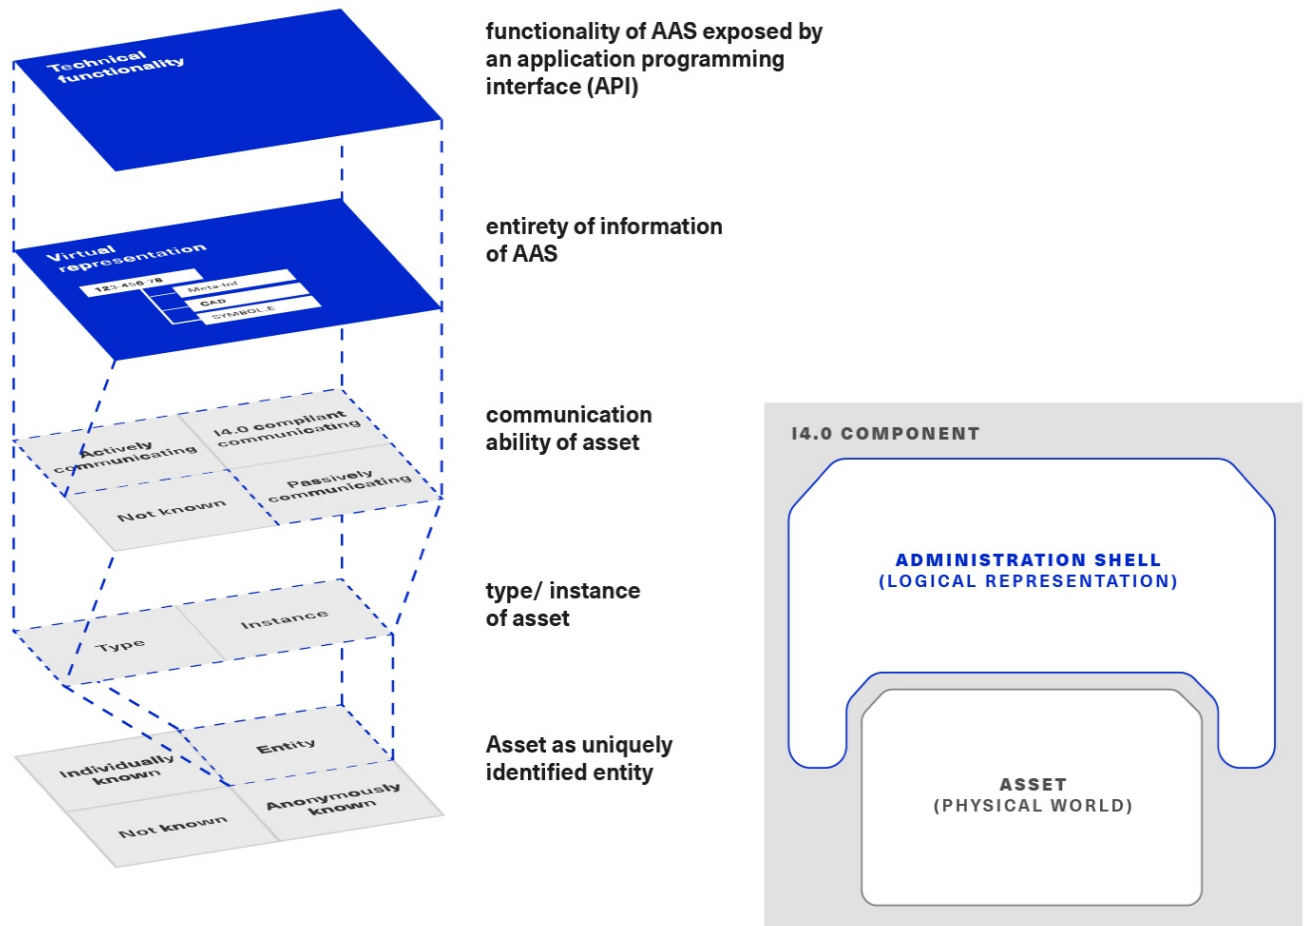 Technical
functionality
functionality of AAS exposed by
an application programming
interface (API)
Virtual
representation
123-456-78
Meta-Inf
CAD
SYMBOL.E
entirety of information
of AAS
Actively
communicating
I4.0 compliant
communicating
Not known
Passively
communicating
communication
ability of asset
Type
Instance
type/ instance
of asset
Individually
known
Entity
Not known
Anonymously
known
Asset as uniquely
identified entity
I4.0 COMPONENT
ADMINISTRATION SHELL
(LOGICAL REPRESENTATION)
ASSET
(PHYSICAL WORLD)